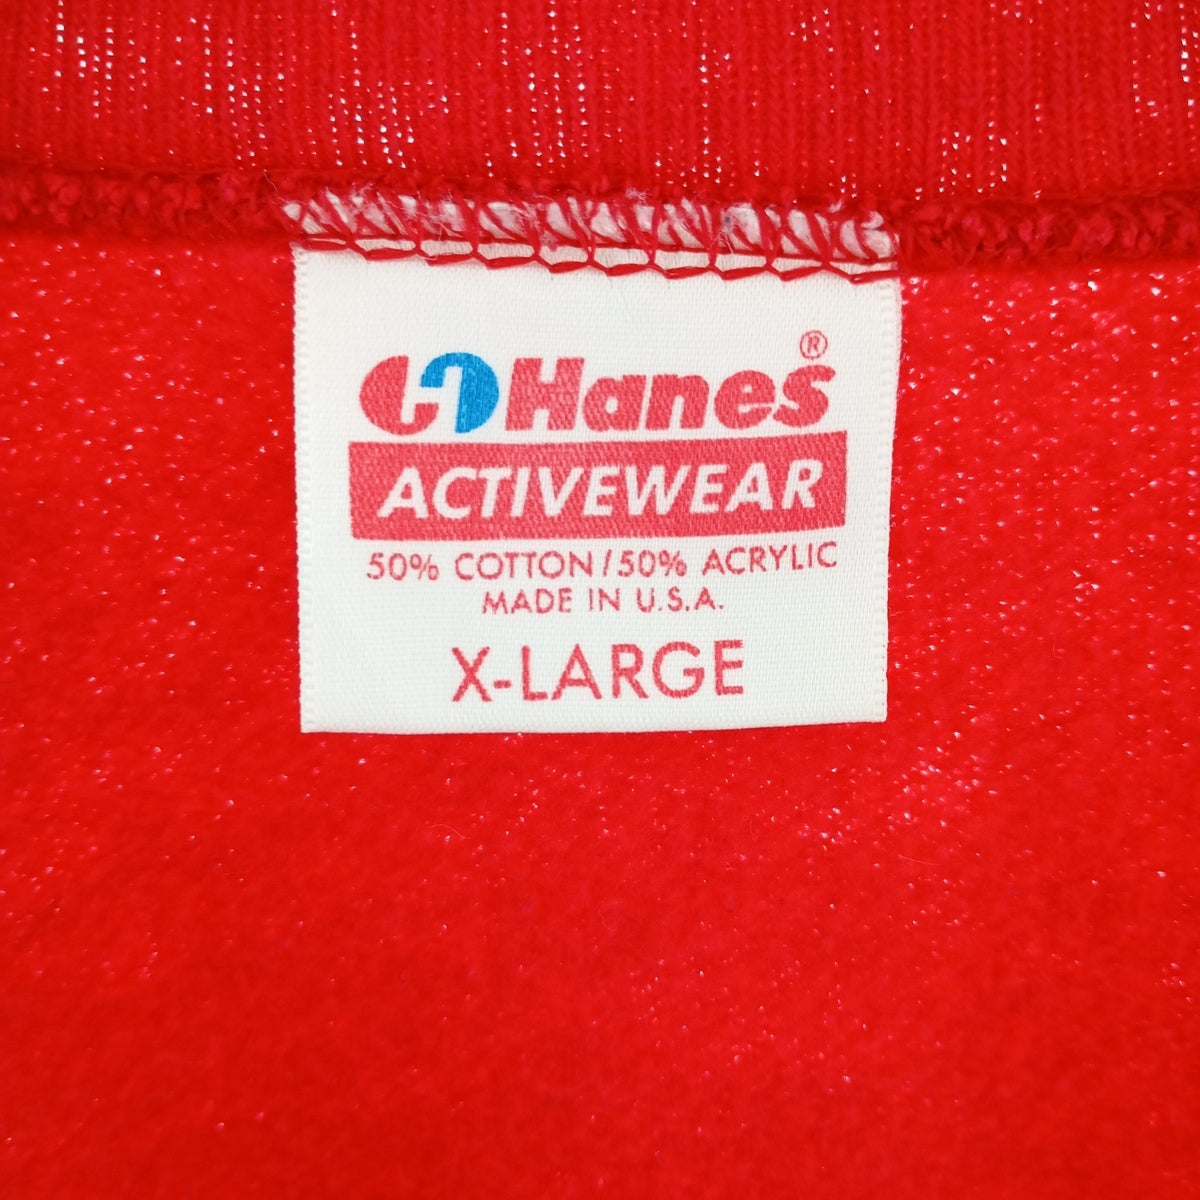 Hanes®
ACTIVEWEAR
50% COTTON/50% ACRYLIC
MADE IN U.S.A.
X-LARGE